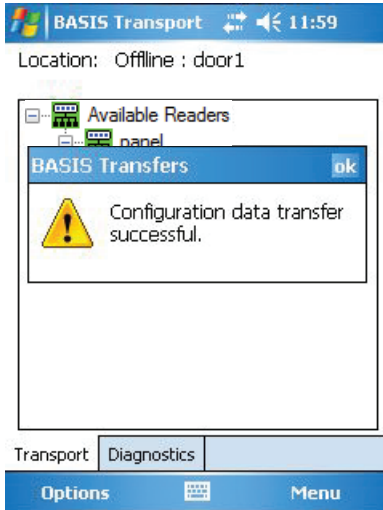 BASIS Transport 11:59
Location: Offline : door1
Available Readers
panel
BASIS Transfers ok
Configuration data transfer
successful.
Transport Diagnostics
Options Menu